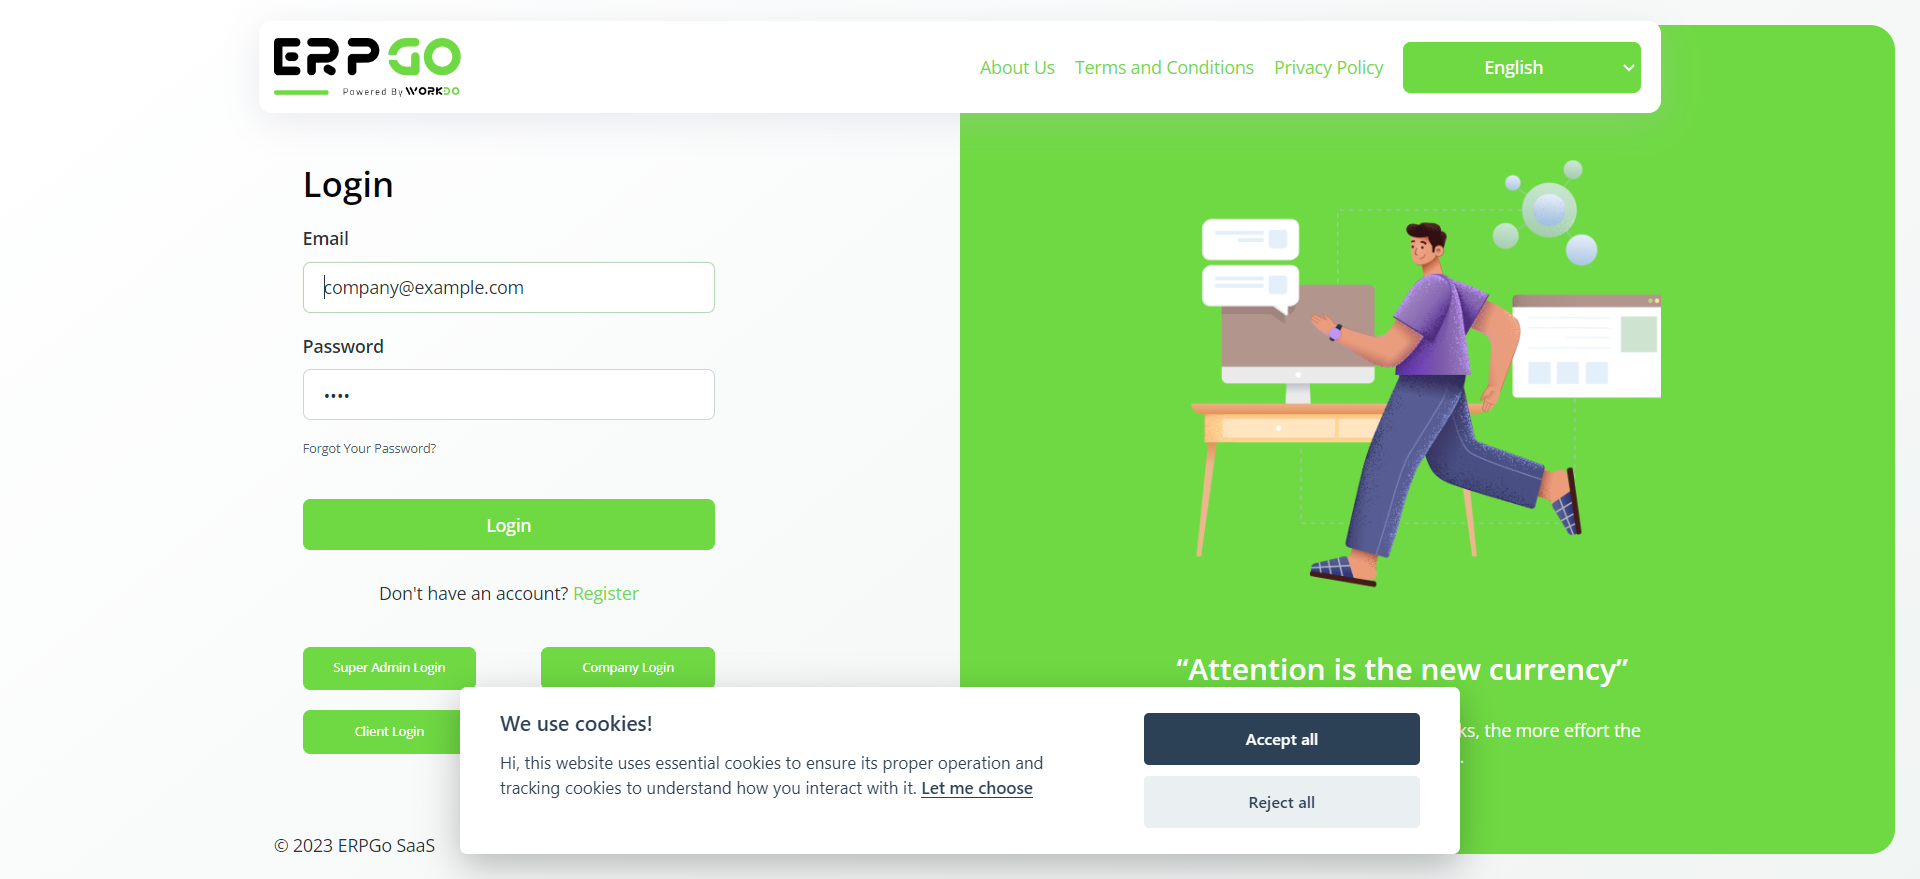 ERPGO
Powered By WORKDO
About Us
Terms and Conditions
Privacy Policy
English
Login
Email
company@example.com
Password
••••
Forgot Your Password?
Login
Don't have an account? Register
Super Admin Login
Company Login
Client Login
“Attention is the new currency”
ks, the more effort the
.
We use cookies!
Hi, this website uses essential cookies to ensure its proper operation and
tracking cookies to understand how you interact with it. Let me choose
Accept all
Reject all
© 2023 ERPGo SaaS